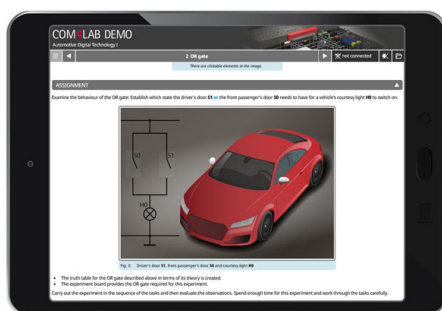 COM4LAB DEMO
Automotive Digital Technology 1
2 OR gate
not connected
There are clickable elements in the image.
ASSIGNMENT
Examine the behaviour of the OR gate: Establish which state the driver's door S1 or the front passenger's door S0 needs to have for a vehicle's courtesy light H0 to switch on.
S0 S1
H0
Fig. 3 Driver's door S1, front passenger's door S0 and courtesy light H0
• The truth table for the OR gate described above in terms of its theory is created.
• The experiment board provides the OR gate required for this experiment.
Carry out the experiment in the sequence of the tasks and then evaluate the observations. Spend enough time for this experiment and work through the tasks carefully.